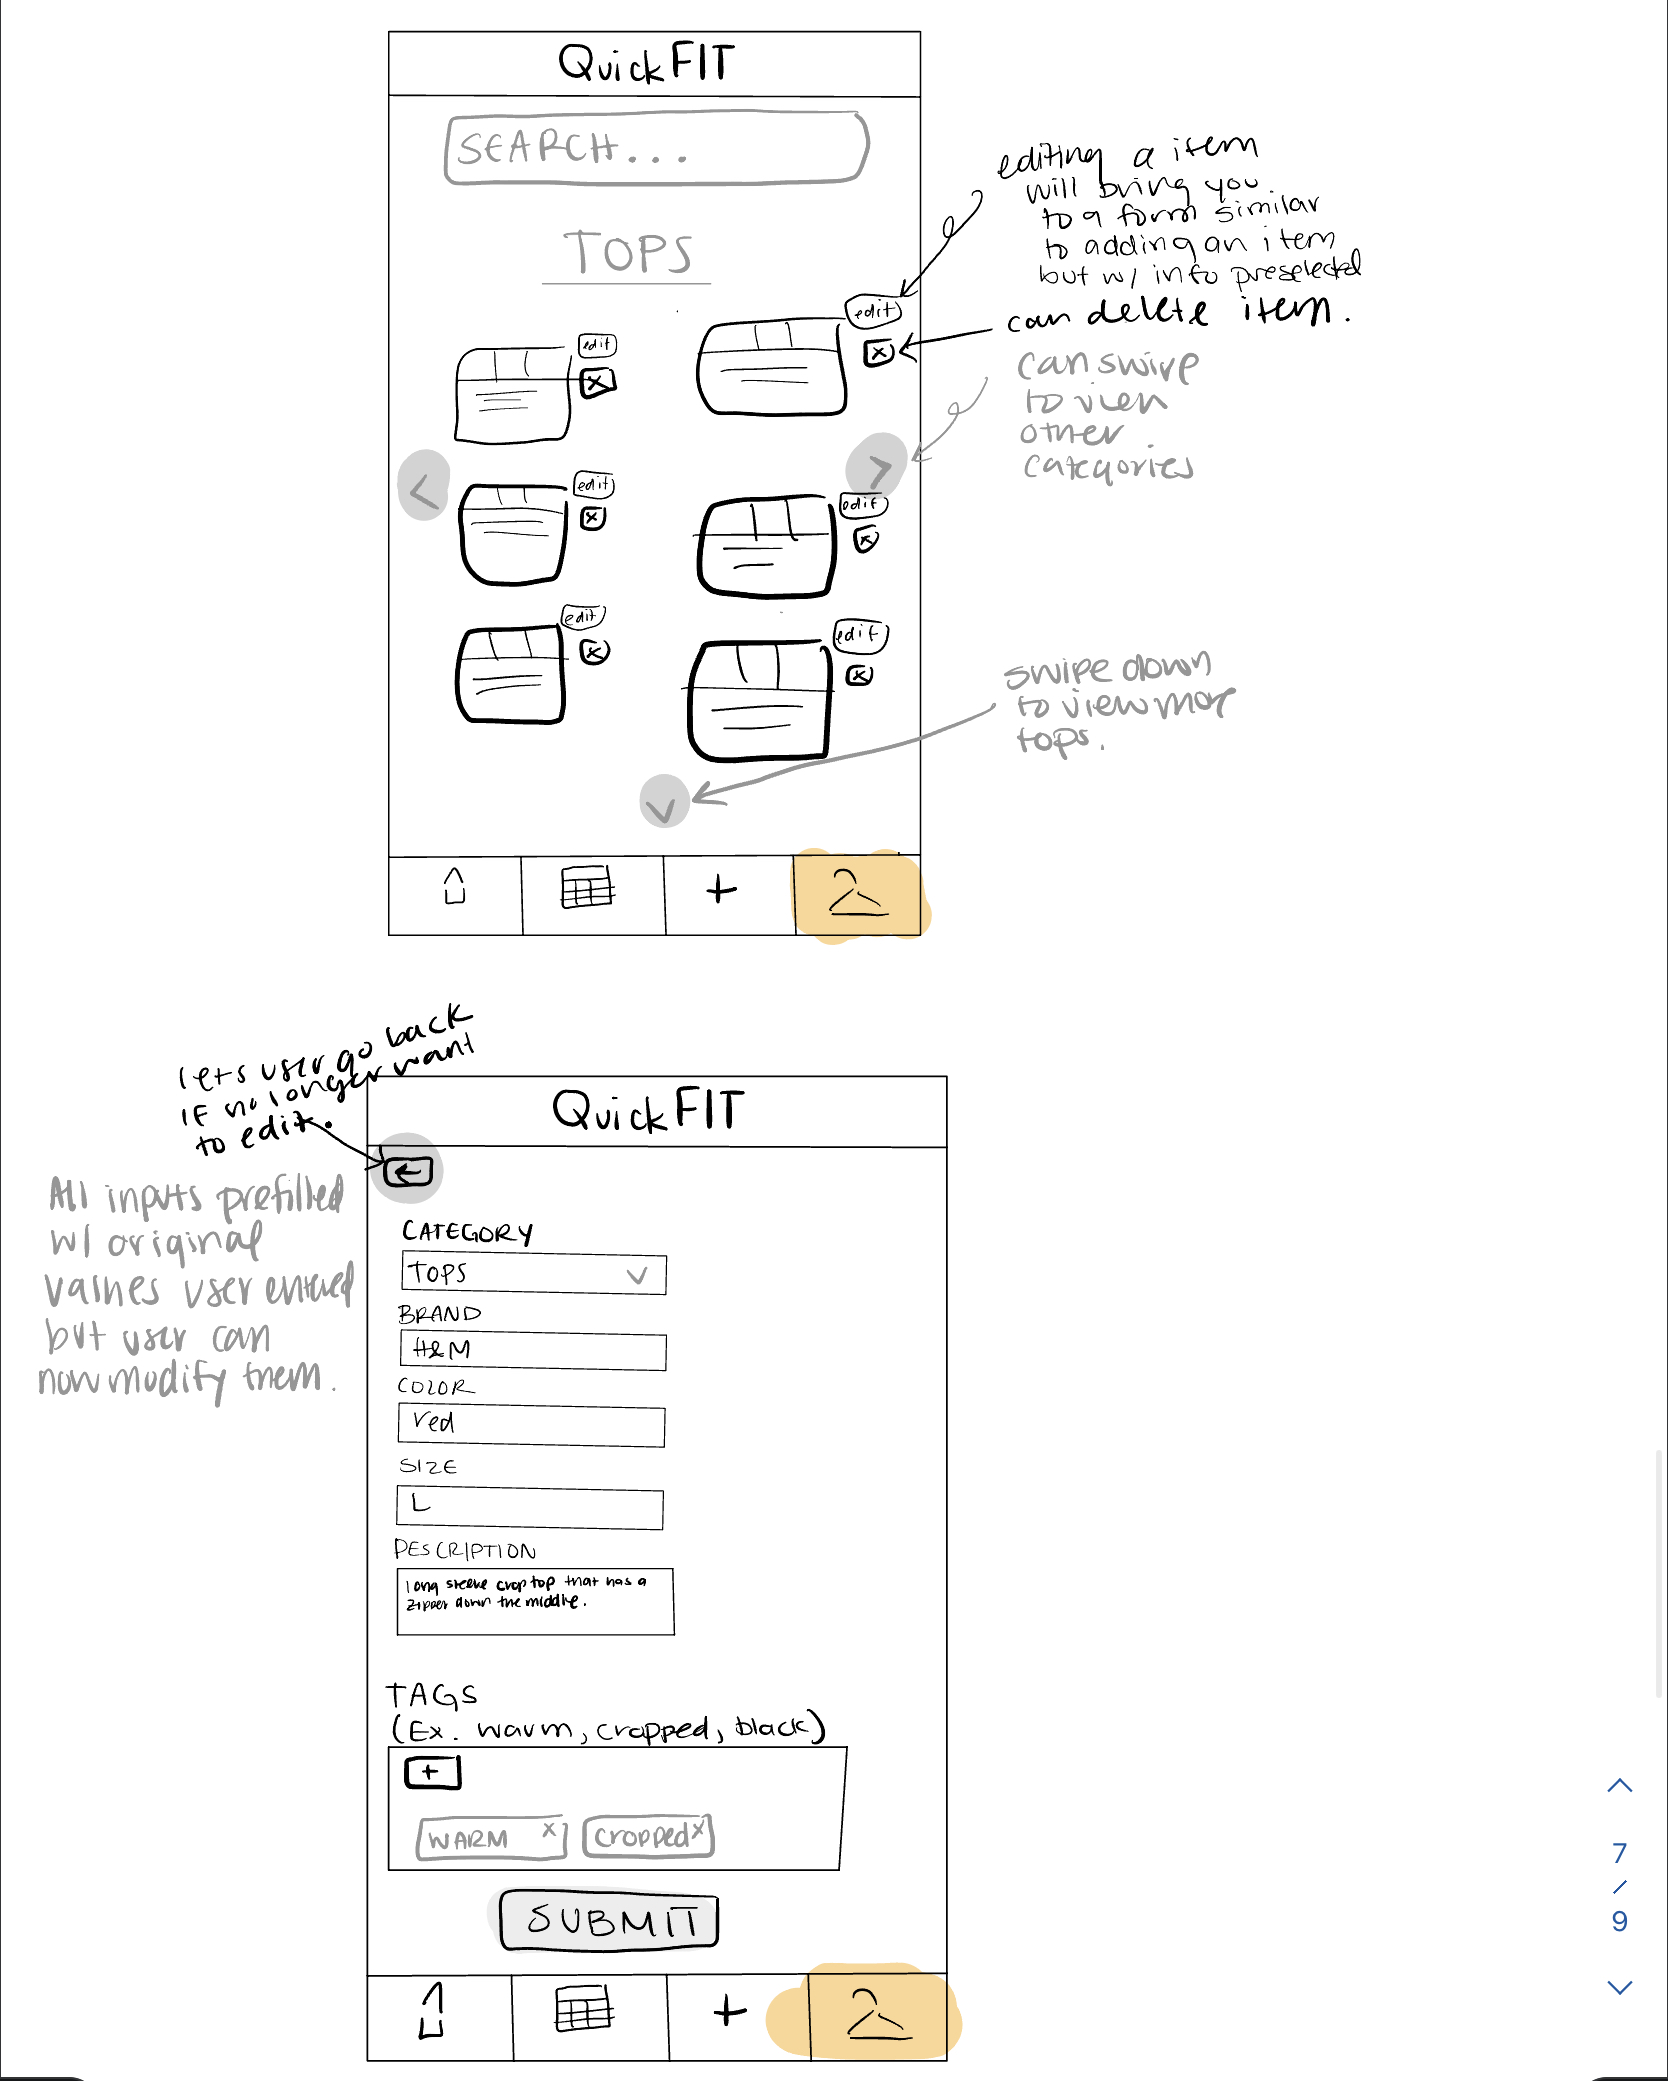 QuickFIT
SEARCH...
TOPS
editing a item
will bring you
to a form similar
to adding an item
but w/ info preselected
can delete item.
can swipe
to view
other
categories
edit
x
edit
x
edit
x
edit
x
edit
x
edit
x
<
>
swipe down
to view more
tops.
+
lets user go back
if no longer want
to edit.
All inputs prefilled
w/ original
values user entered
but user can
now modify them.
QuickFIT
CATEGORY
TOPS
BRAND
H&M
COLOR
red
SIZE
L
DESCRIPTION
long sleeve crop top that has a
zipper down the middle.
TAGS
(Ex. warm, cropped, black)
+
WARM x
cropped x
SUBMIT
+
7
/
9